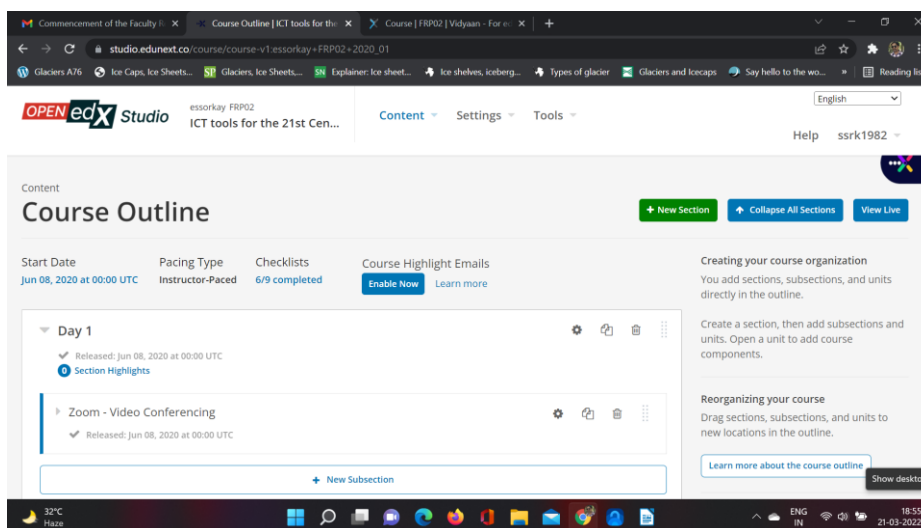 Commencement of the Faculty R
Course Outline | ICT tools for the
Course | FRP02 | Vidyaan - For ed
studio.edunext.co/course/course-v1:essorkay+FRP02+2020_01
Glaciers A76
Ice Caps, Ice Sheets...
Glaciers, Ice Sheets,...
Explainer: Ice sheet...
Ice shelves, iceberg...
Types of glacier
Glaciers and Icecaps
Say hello to the wo...
»
Reading lis
OPEN edX Studio
essorkay FRP02
ICT tools for the 21st Cen...
Content
Settings
Tools
English
Help
ssrk1982
Content
Course Outline
+ New Section
Collapse All Sections
View Live
Start Date
Jun 08, 2020 at 00:00 UTC
Pacing Type
Instructor-Paced
Checklists
6/9 completed
Course Highlight Emails
Enable Now
Learn more
Day 1
Released: Jun 08, 2020 at 00:00 UTC
0 Section Highlights
Zoom - Video Conferencing
Released: Jun 08, 2020 at 00:00 UTC
+ New Subsection
Creating your course organization
You add sections, subsections, and units
directly in the outline.
Create a section, then add subsections and
units. Open a unit to add course
components.
Reorganizing your course
Drag sections, subsections, and units to
new locations in the outline.
Learn more about the course outline
Show deskto
32°C
Haze
ENG
IN
18:55
21-03-2022